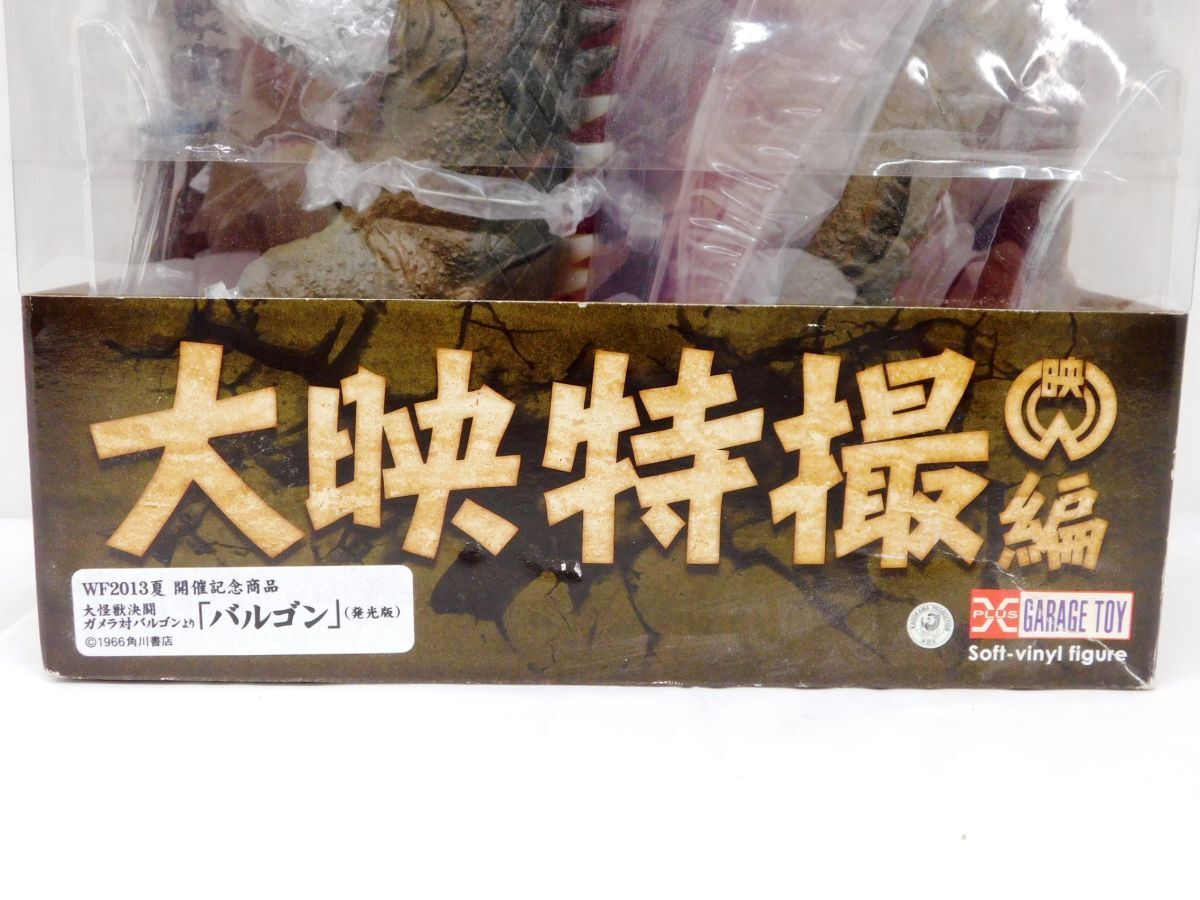 大映特撮
映
編
WF2013夏 開催記念商品
大怪獣決闘
ガメラ対バルゴンより「バルゴン」(発光版)
©1966角川書店
X PLUS GARAGE TOY
Soft-vinyl figure